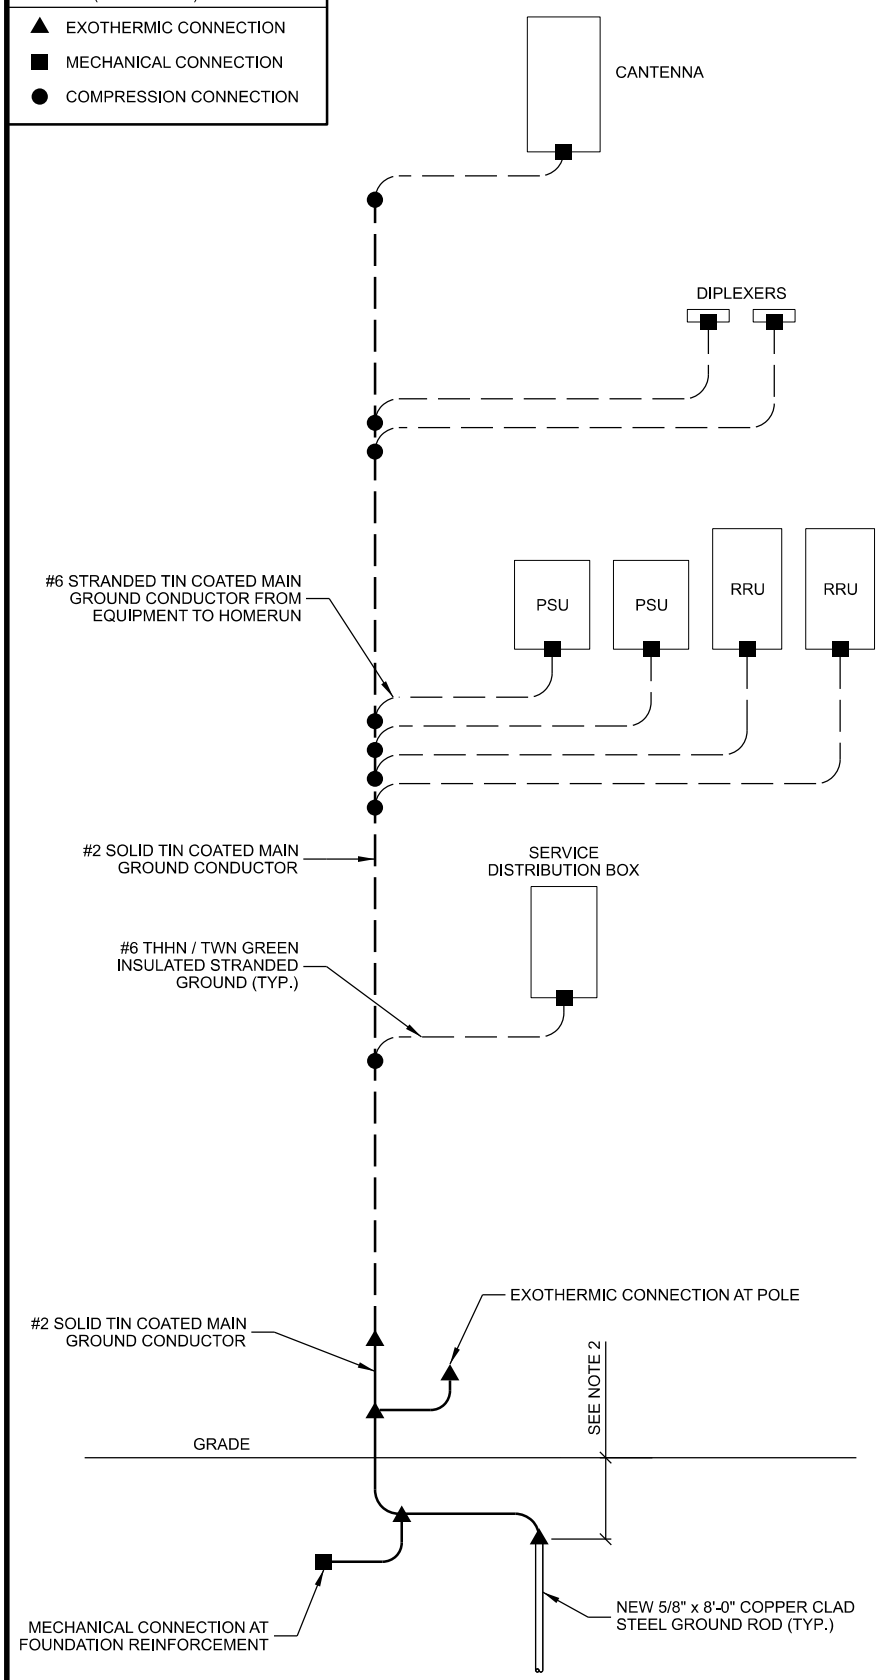 EXOTHERMIC CONNECTION
MECHANICAL CONNECTION
COMPRESSION CONNECTION
CANTENNA
DIPLEXERS
#6 STRANDED TIN COATED MAIN
GROUND CONDUCTOR FROM
EQUIPMENT TO HOMERUN
PSU
PSU
RRU
RRU
#2 SOLID TIN COATED MAIN
GROUND CONDUCTOR
SERVICE
DISTRIBUTION BOX
#6 THHN / TWN GREEN
INSULATED STRANDED
GROUND (TYP.)
EXOTHERMIC CONNECTION AT POLE
#2 SOLID TIN COATED MAIN
GROUND CONDUCTOR
SEE NOTE 2
GRADE
NEW 5/8" x 8'-0" COPPER CLAD
STEEL GROUND ROD (TYP.)
MECHANICAL CONNECTION AT
FOUNDATION REINFORCEMENT